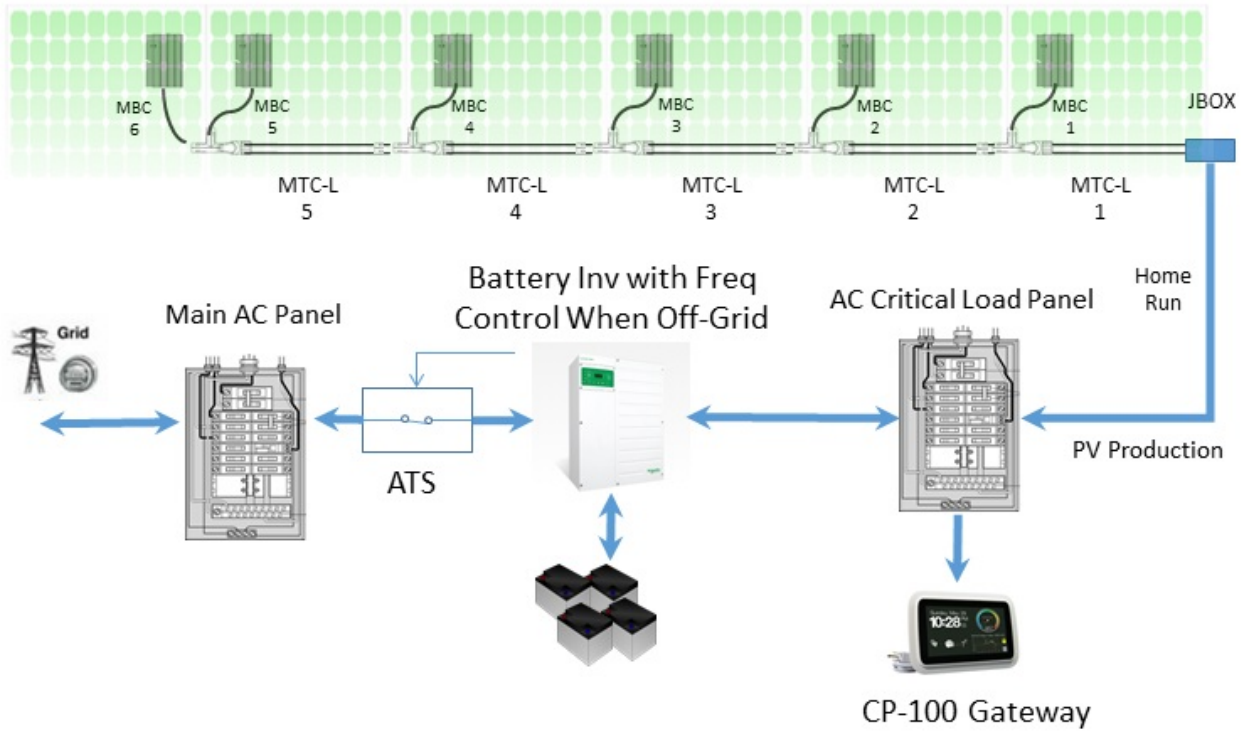 MBC
6
MBC
5
MBC
4
MBC
3
MBC
2
MBC
1
JBOX
MTC-L
5
MTC-L
4
MTC-L
3
MTC-L
2
MTC-L
1
Home
Run
Battery Inv with Freq
Control When Off-Grid
AC Critical Load Panel
Main AC Panel
Grid
ATS
PV Production
10:28
CP-100 Gateway